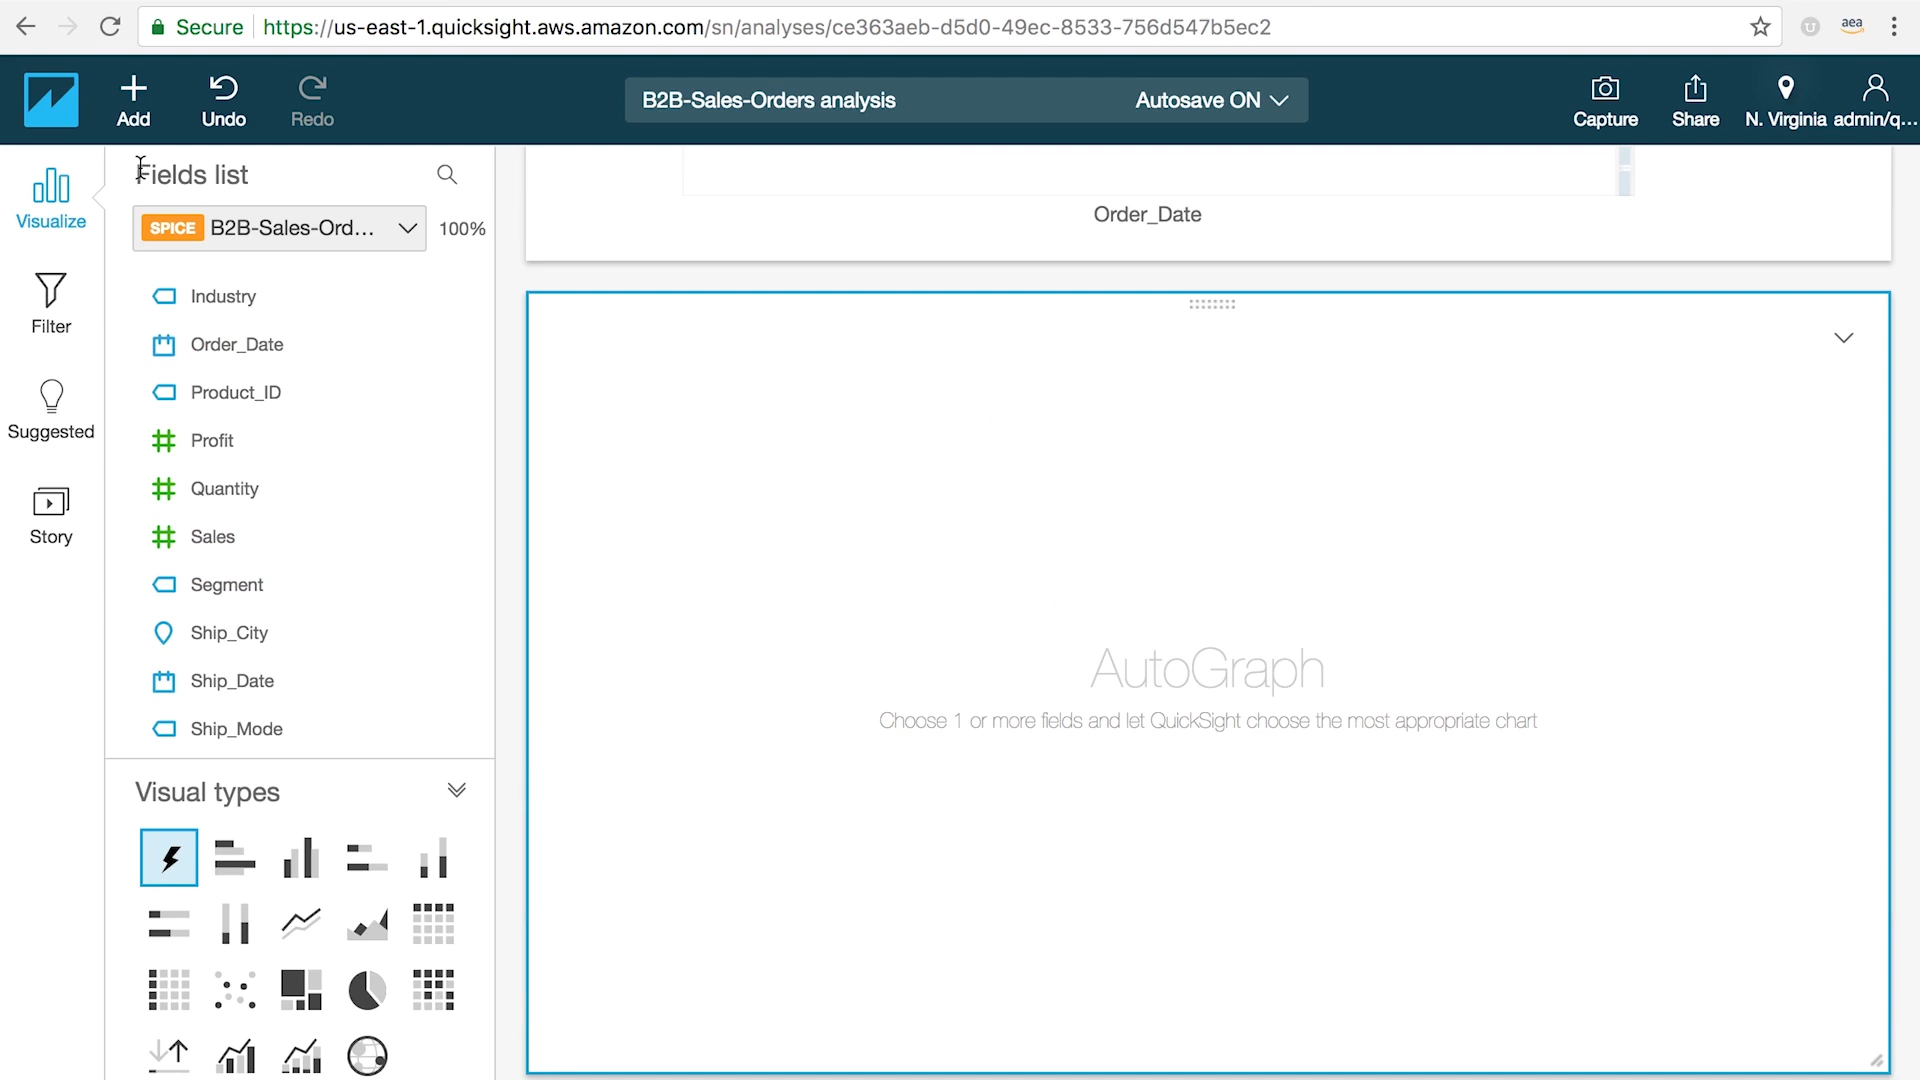 Secure https://us-east-1.quicksight.aws.amazon.com/sn/analyses/ce363aeb-d5d0-49ec-8533-756d547b5ec2
aea
Add
Undo
Redo
B2B-Sales-Orders analysis
Autosave ON
Capture
Share
N. Virginia
admin/q...
Visualize
Filter
Suggested
Story
Fields list
SPICE B2B-Sales-Ord... 100%
Industry
Order_Date
Product_ID
Profit
Quantity
Sales
Segment
Ship_City
Ship_Date
Ship_Mode
Visual types
Order_Date
AutoGraph
Choose 1 or more fields and let QuickSight choose the most appropriate chart